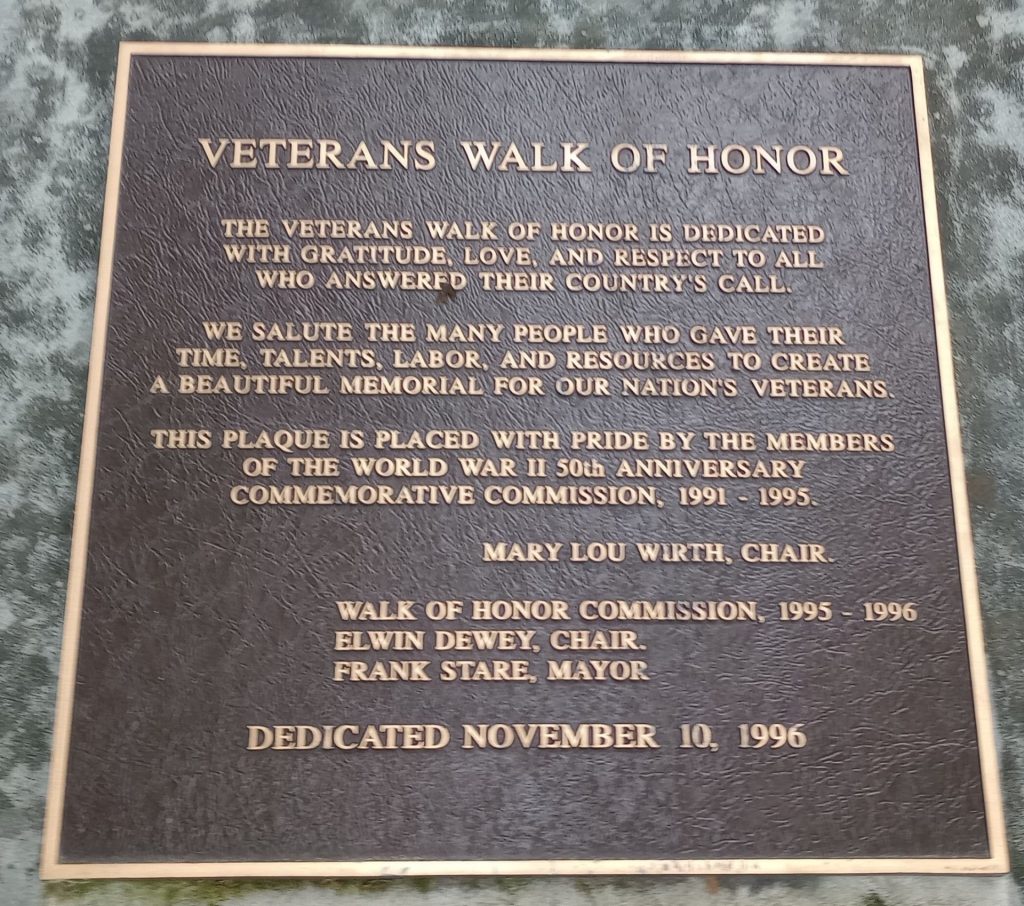 VETERANS WALK OF HONOR
THE VETERANS WALK OF HONOR IS DEDICATED
WITH GRATITUDE, LOVE, AND RESPECT TO ALL
WHO ANSWERED THEIR COUNTRY'S CALL.
WE SALUTE THE MANY PEOPLE WHO GAVE THEIR
TIME, TALENTS, LABOR, AND RESOURCES TO CREATE
A BEAUTIFUL MEMORIAL FOR OUR NATION'S VETERANS.
THIS PLAQUE IS PLACED WITH PRIDE BY THE MEMBERS
OF THE WORLD WAR II 50th ANNIVERSARY
COMMEMORATIVE COMMISSION, 1991 - 1995.
MARY LOU WIRTH, CHAIR.
WALK OF HONOR COMMISSION, 1995 - 1996
ELWIN DEWEY, CHAIR.
FRANK STARE, MAYOR
DEDICATED NOVEMBER 10, 1996